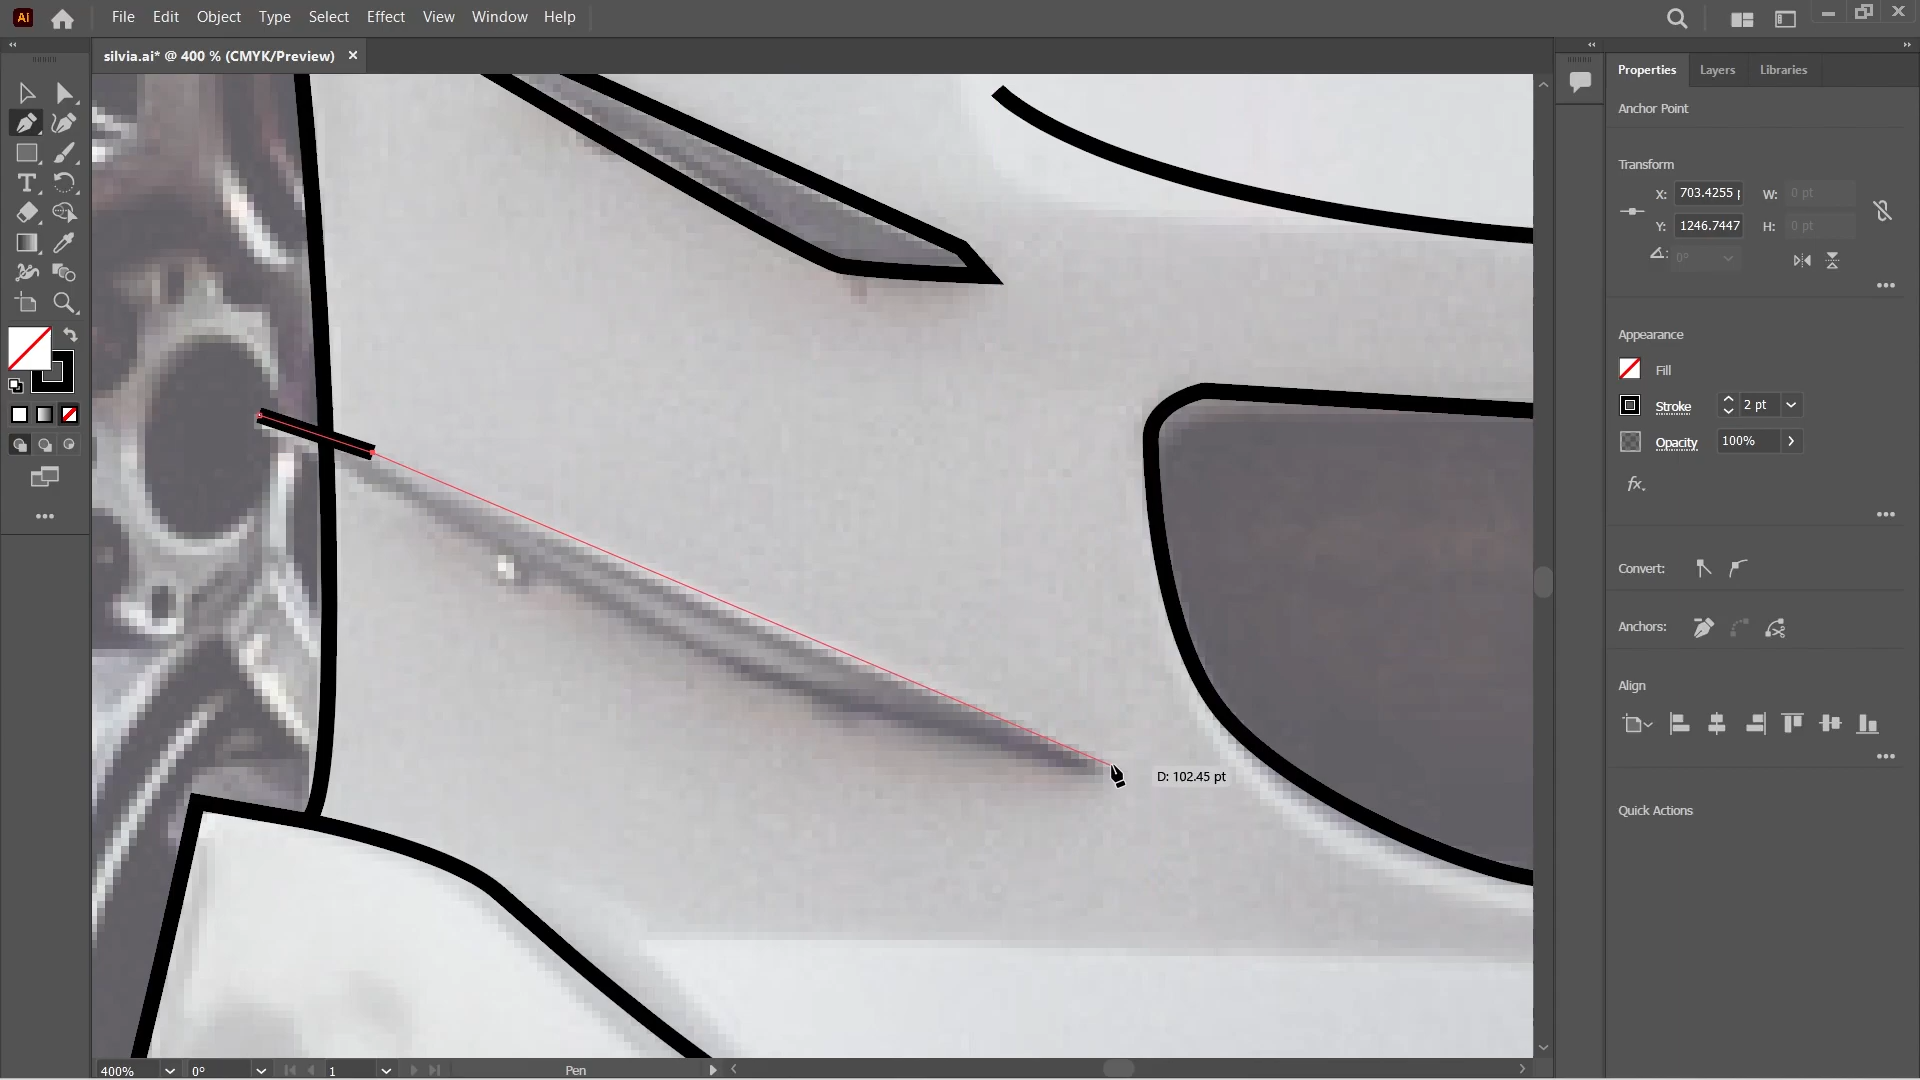 Ai File Edit Object Type Select Effect View Window Help
silvia.ai* @ 400 % (CMYK/Preview) ×
Properties Layers Libraries
Anchor Point
Transform
X: 703.4255 W: 0 pt
Y: 1246.7447 H: 0 pt
0°
Appearance
Fill
Stroke 2 pt
Opacity 100%
fx.
Convert:
Anchors:
Align
D: 102.45 pt
Quick Actions
400% 0° 1 Pen